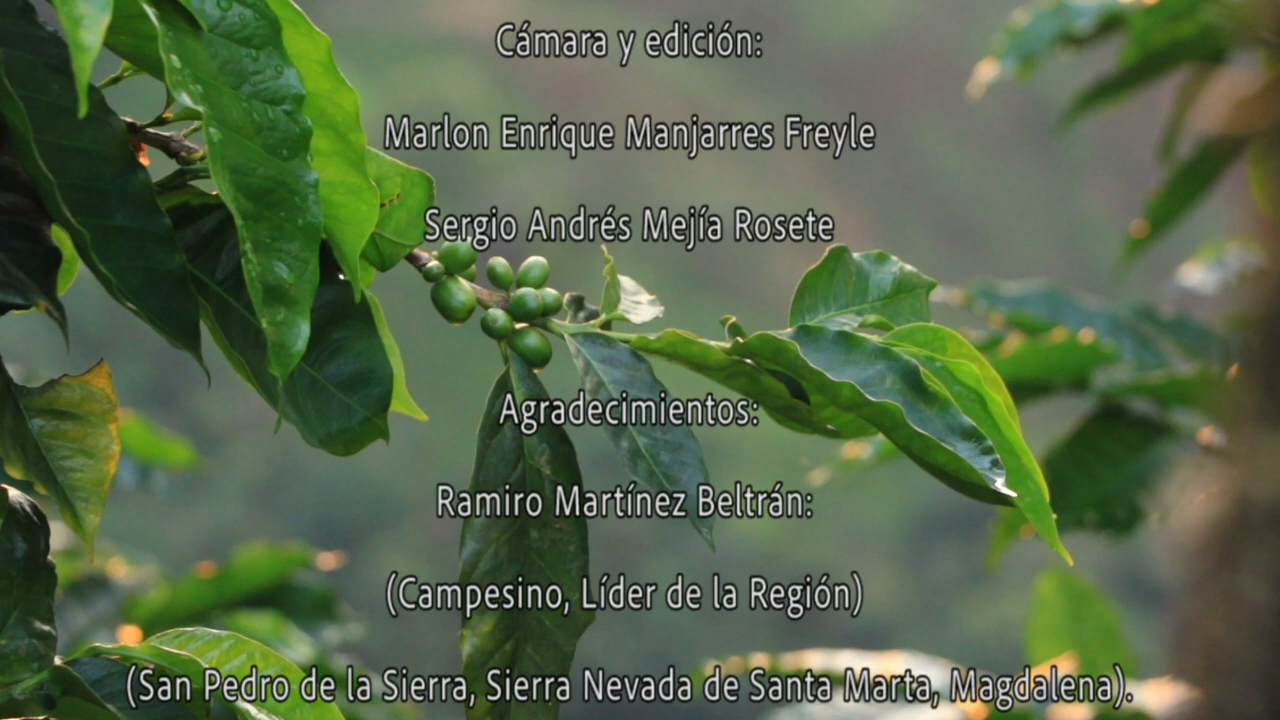 Cámara y edición:
Marlon Enrique Manjarres Freyle
Sergio Andrés Mejía Rosete
Agradecimientos:
Ramiro Martínez Beltrán:
(Campesino, Líder de la Región)
(San Pedro de la Sierra, Sierra Nevada de Santa Marta, Magdalena).